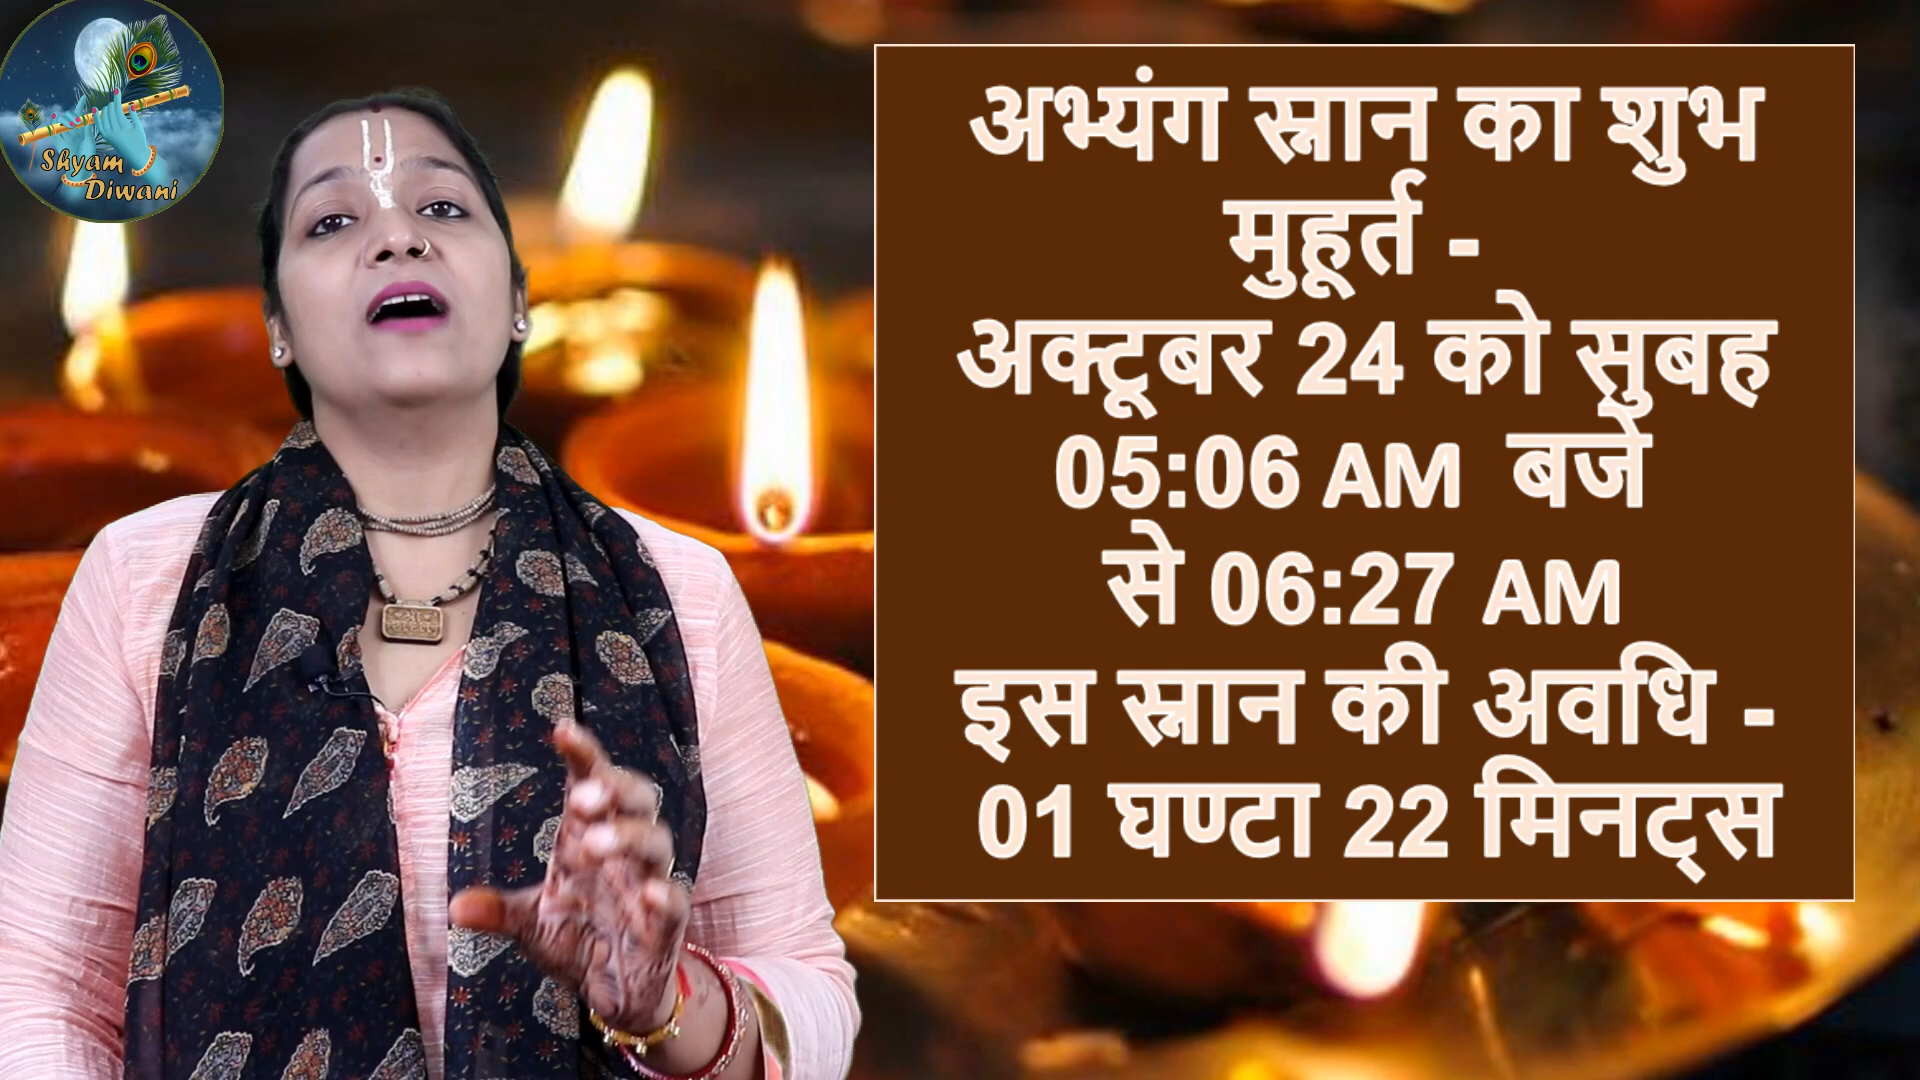 Shyam
Diwani
अभ्यंग स्नान का शुभ
मुहूर्त -
अक्टूबर 24 को सुबह
05:06 AM बजे
से 06:27 AM
इस स्नान की अवधि -
01 घण्टा 22 मिनट्स